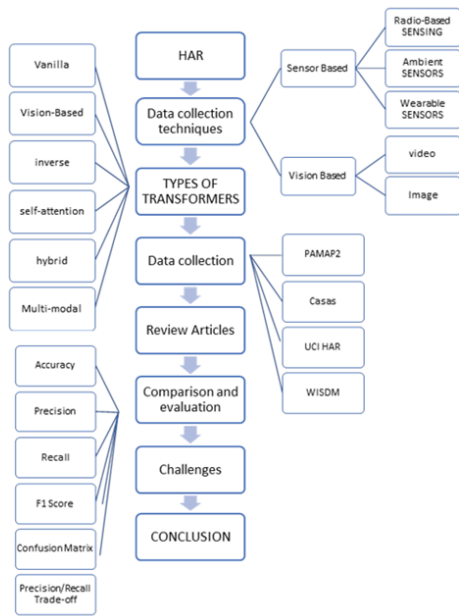 HAR
Data collection
techniques
TYPES OF
TRANSFORMERS
Data collection
Review Articles
Comparison and
evaluation
Challenges
CONCLUSION
Vanilla
Vision-Based
inverse
self-attention
hybrid
Multi-modal
Accuracy
Precision
Recall
F1 Score
Confusion Matrix
Precision/Recall
Trade-off
Sensor Based
Vision Based
Radio-Based
SENSING
Ambient
SENSORS
Wearable
SENSORS
video
Image
PAMAP2
Casas
UCI HAR
WISDM